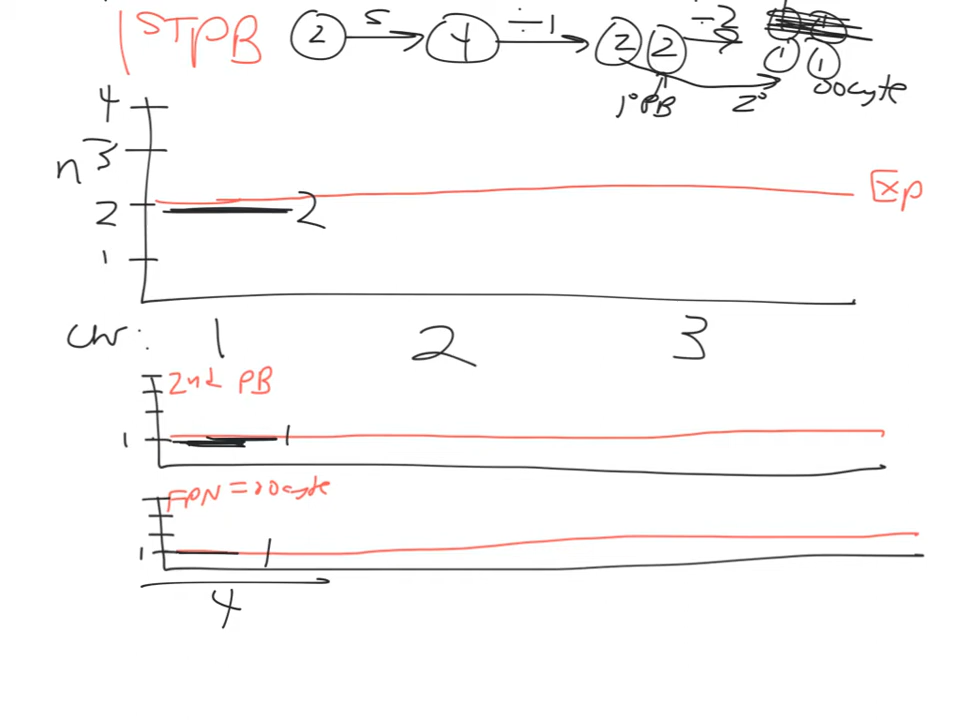 1STPB 2 S 4 ÷1 2 2 ÷2
1 1
1°PB 2° oocyte
4
3
n
2 2 Exp
1
Chr: 1 2 3
2nd PB
1 1
FPN = oocyte
1 1
4